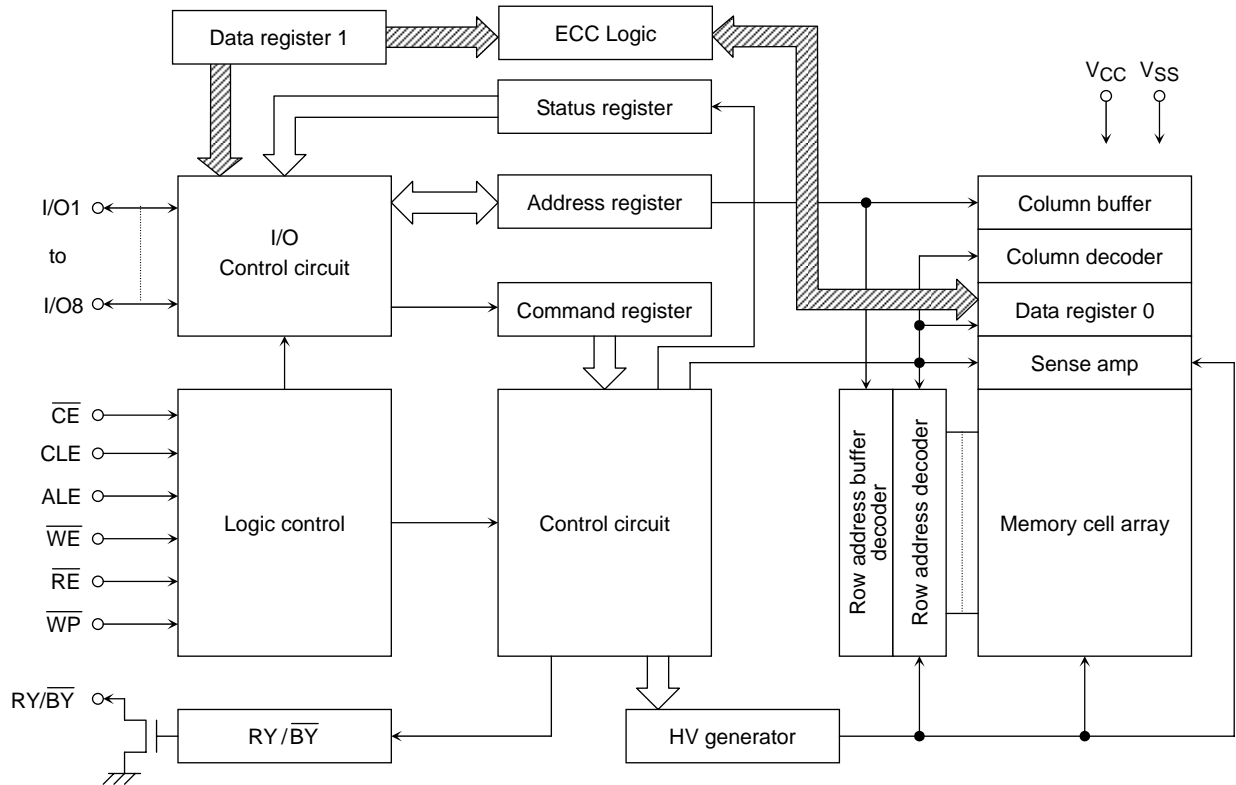 Data register 1
ECC Logic
VCC
VSS
Status register
I/O1
to
I/O8
I/O
Control circuit
Address register
Column buffer
Column decoder
Command register
Data register 0
Sense amp
CE
CLE
ALE
WE
RE
WP
Logic control
Control circuit
Row address buffer
decoder
Row address decoder
Memory cell array
RY/BY
RY/BY
HV generator